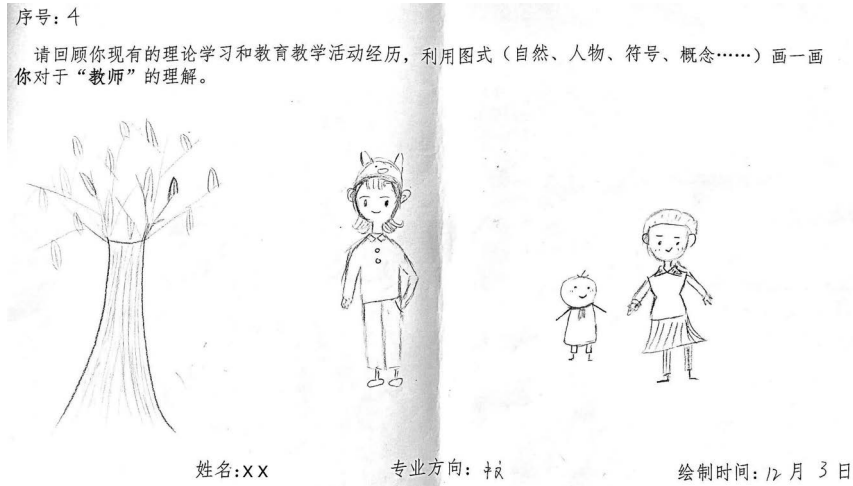 序号: 4
请回顾你现有的理论学习和教育教学活动经历，利用图式（自然、人物、符号、概念……）画一画
你对于“教师”的理解。
姓名:XX
专业方向:
绘制时间: 12月 3日